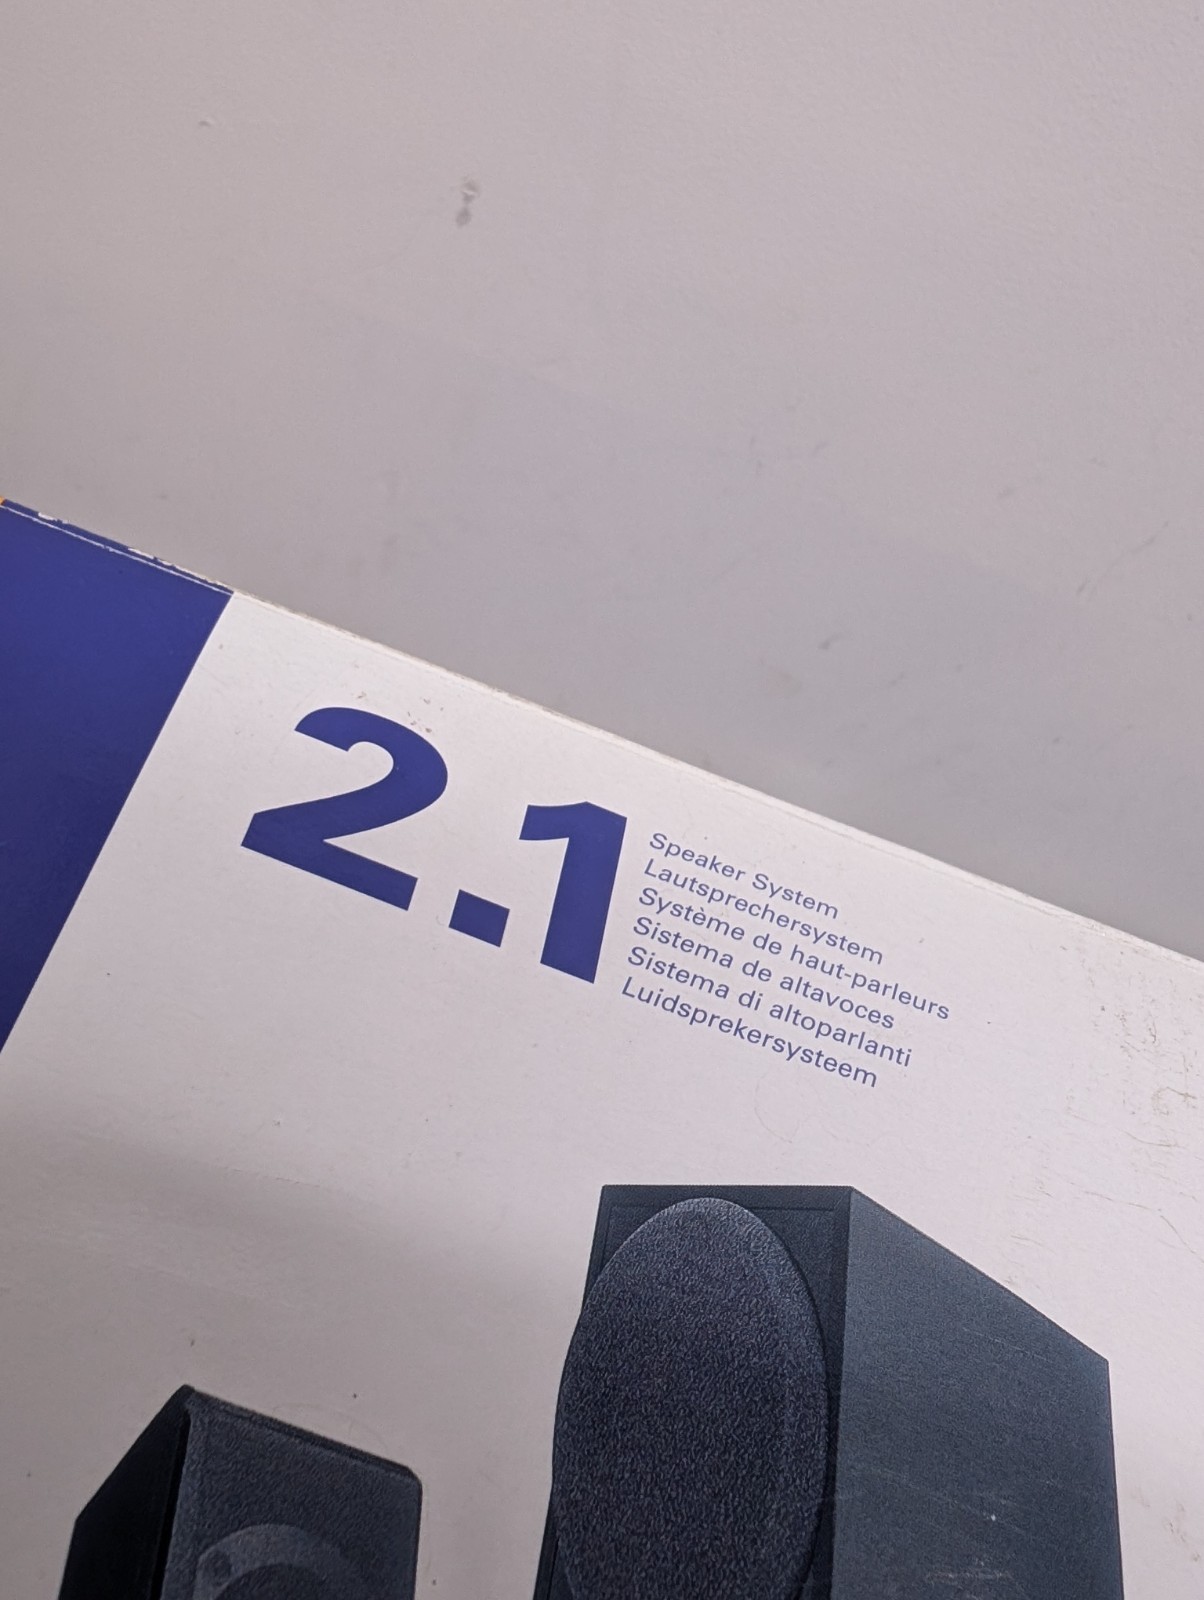 2.1
Speaker System
Lautsprechersystem
Système de haut-parleurs
Sistema de altavoces
Sistema di altoparlanti
Luidsprekersysteem